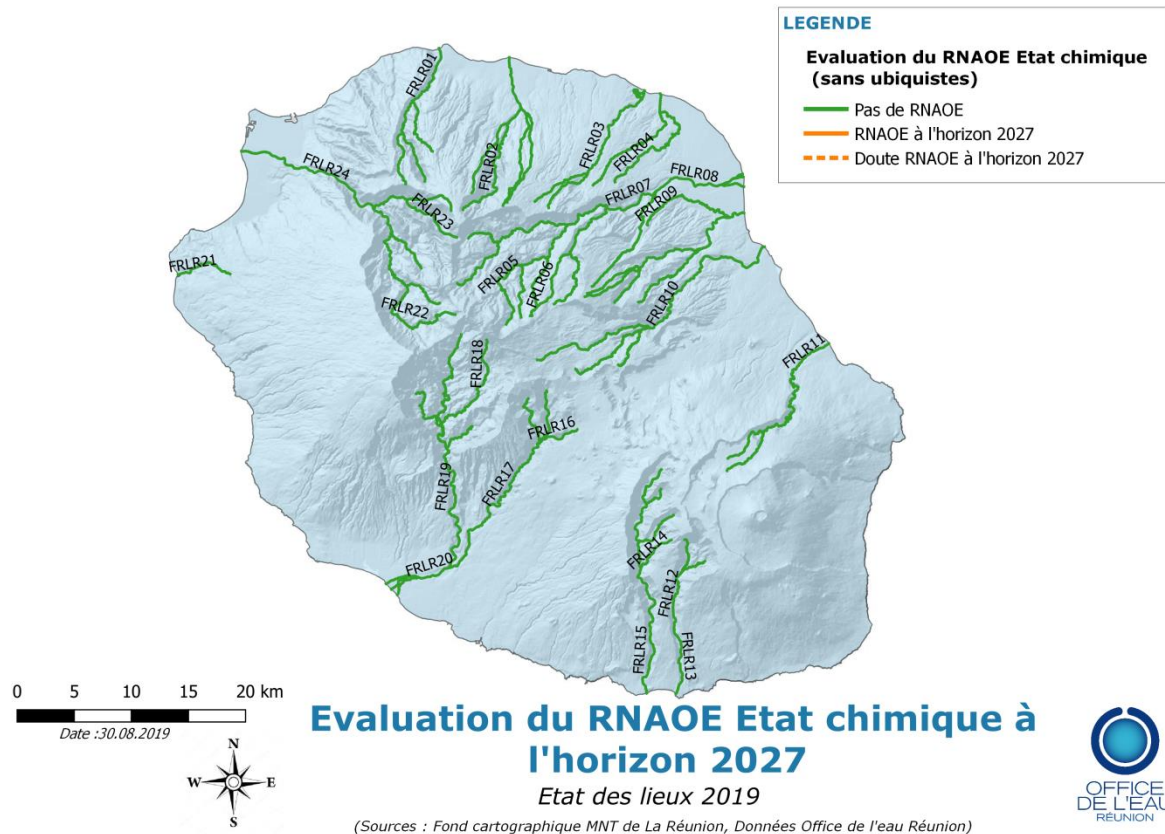 LEGENDE
Evaluation du RNAOE Etat chimique
(sans ubiquistes)
Pas de RNAOE
RNAOE à l'horizon 2027
Doute RNAOE à l'horizon 2027
FRLR01
FRLR02
FRLR03
FRLR04
FRLR24
FRLR23
FRLR07
FRLR08
FRLR09
FRLR21
FRLR05
FRLR06
FRLR22
FRLR10
FRLR18
FRLR11
FRLR16
FRLR19
FRLR17
FRLR14
FRLR20
FRLR12
FRLR15
FRLR13
0 5 10 15 20 km
Date :30.08.2019
N
W E
S
Evaluation du RNAOE Etat chimique à
l'horizon 2027
Etat des lieux 2019
(Sources : Fond cartographique MNT de La Réunion, Données Office de l'eau Réunion)
OFFICE
DE L'EAU
RÉUNION